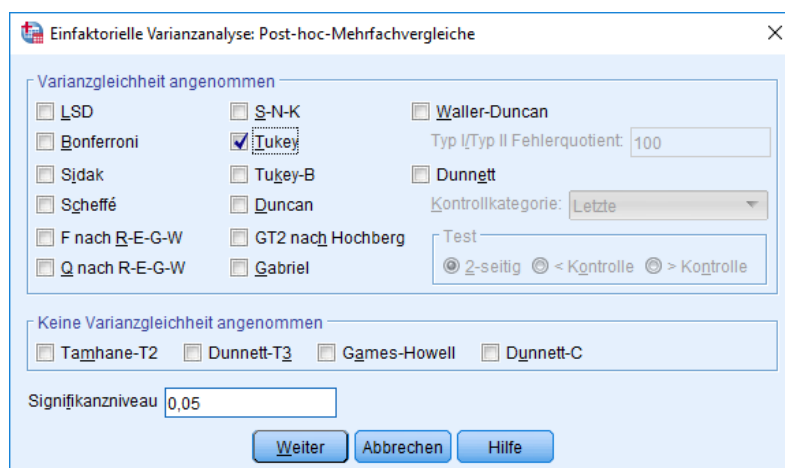 Einfaktorielle Varianzanalyse: Post-hoc-Mehrfachvergleiche
Varianzgleichheit angenommen
LSD
S-N-K
Waller-Duncan
Bonferroni
Tukey
Typ I/Typ II Fehlerquotient: 100
Sidak
Tukey-B
Dunnett
Scheffé
Duncan
Kontrollkategorie: Letzte
F nach R-E-G-W
GT2 nach Hochberg
Test
Q nach R-E-G-W
Gabriel
2-seitig < Kontrolle > Kontrolle
Keine Varianzgleichheit angenommen
Tamhane-T2 Dunnett-T3 Games-Howell Dunnett-C
Signifikanzniveau 0,05
Weiter Abbrechen Hilfe